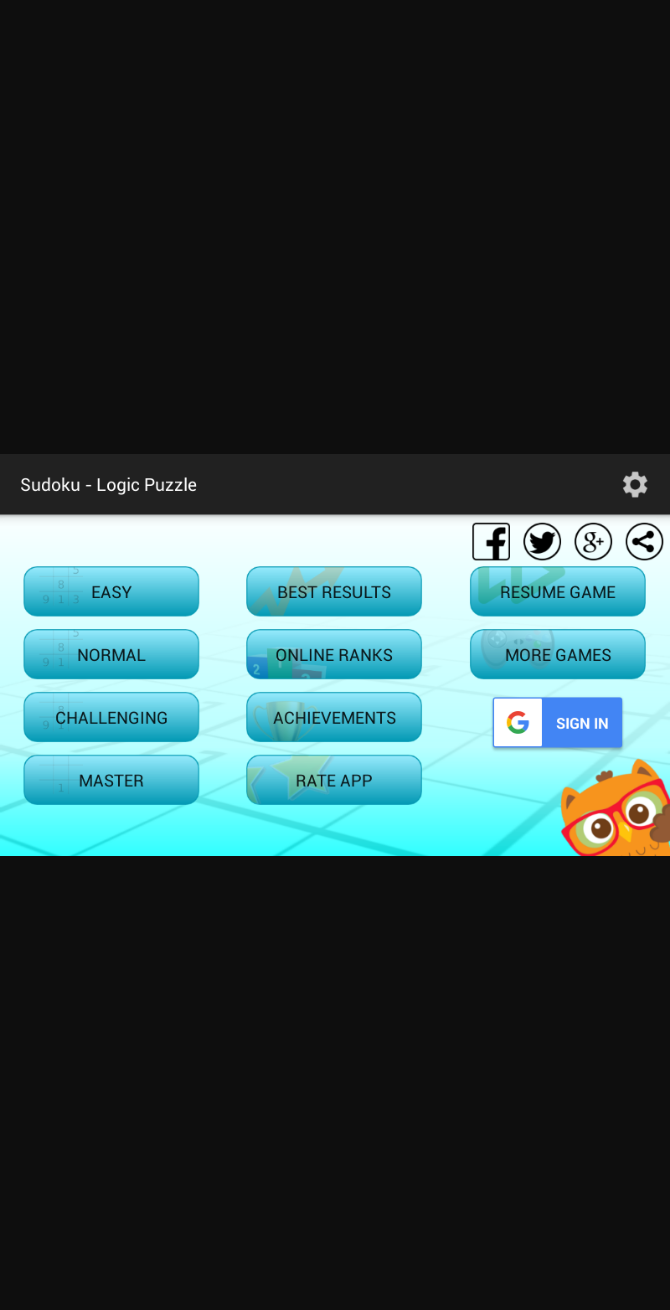 Sudoku - Logic Puzzle
EASY
BEST RESULTS
RESUME GAME
NORMAL
ONLINE RANKS
MORE GAMES
CHALLENGING
ACHIEVEMENTS
SIGN IN
MASTER
RATE APP